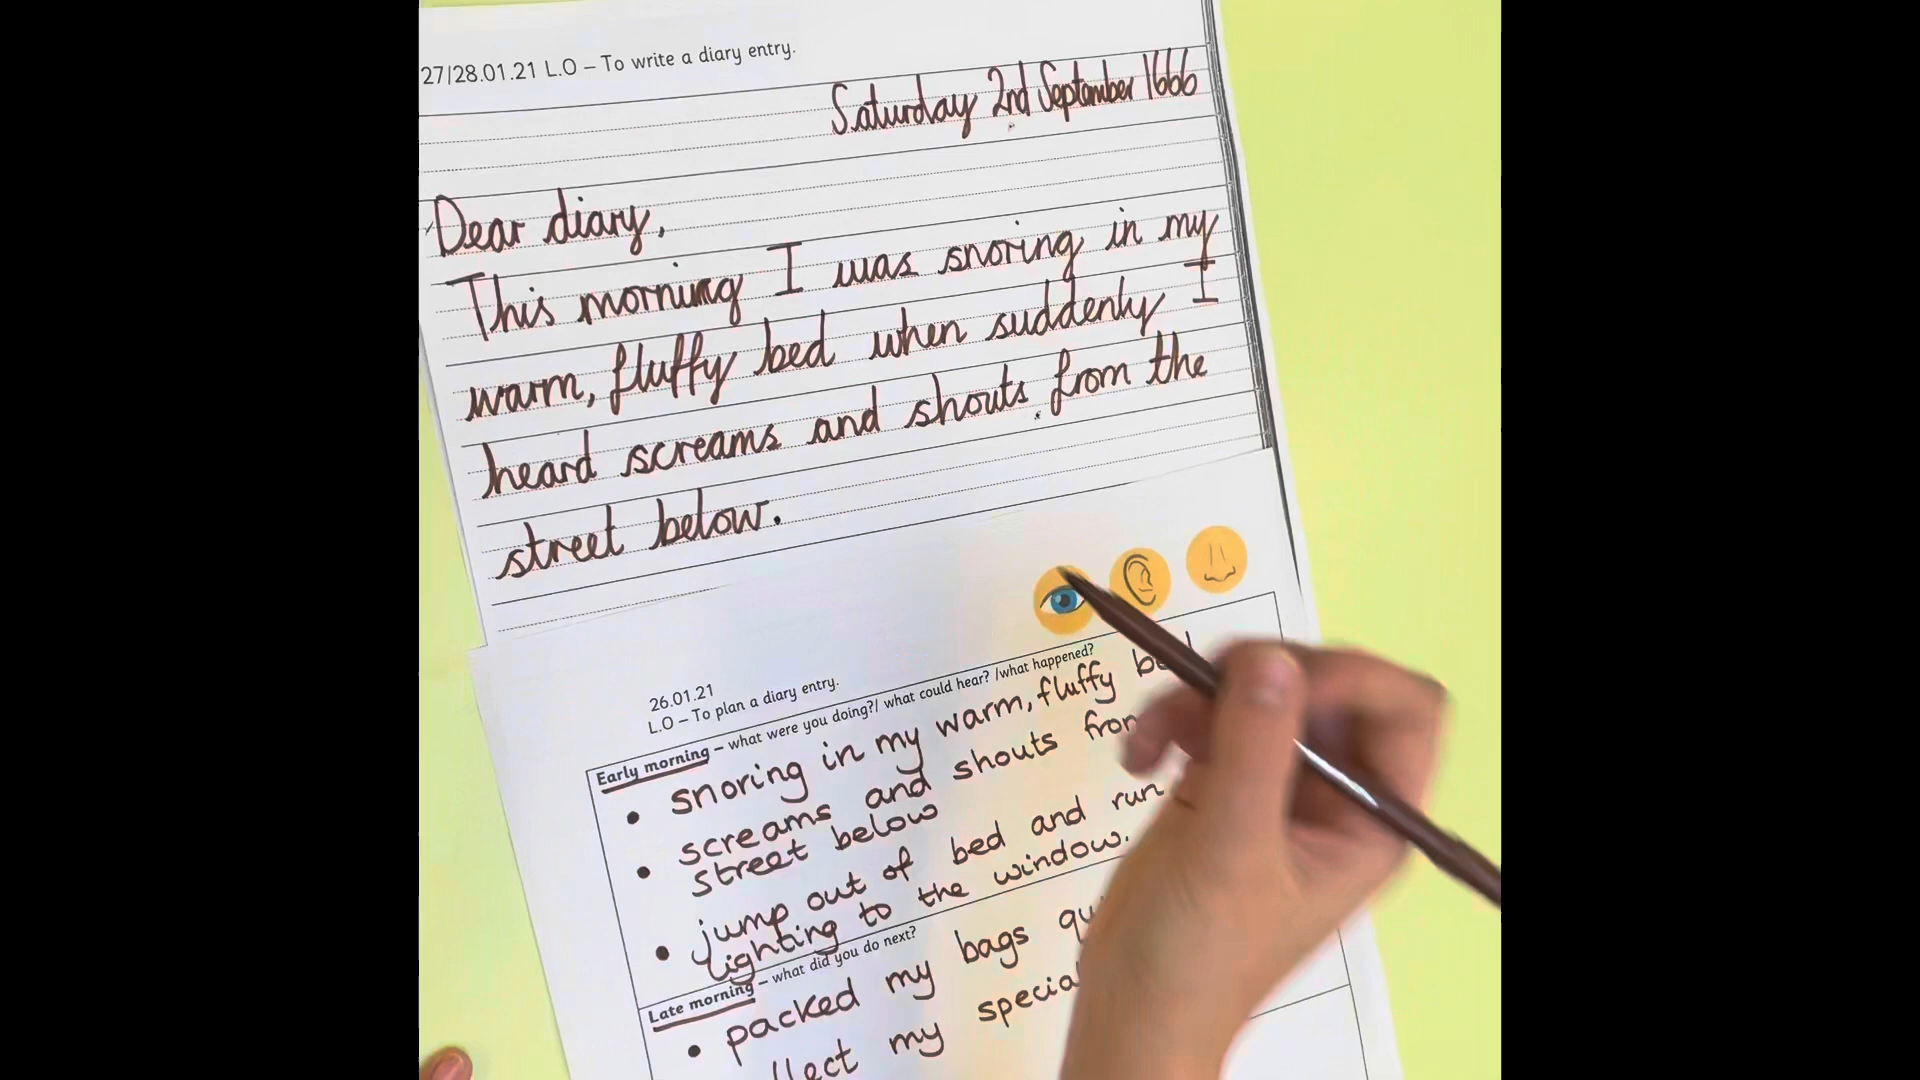 27/28.01.21 L.O – To write a diary entry.
Saturday 2nd September 1666
Dear diary,
This morning I was snoring in my
warm, fluffy bed when suddenly I
heard screams and shouts from the
street below.
26.01.21
L.O – To plan a diary entry.
Early morning – what were you doing?/ what could hear? /what happened?
• snoring in my warm, fluffy bed
• screams and shouts from
street below
• jump out of bed and run
lighting to the window.
Late morning – what did you do next?
• packed my bags
my special